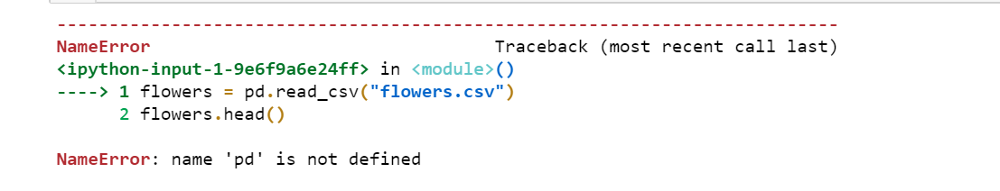 ---------------------------------------------------------------------------
NameError                                 Traceback (most recent call last)
<ipython-input-1-9e6f9a6e24ff> in <module>()
----> 1 flowers = pd.read_csv("flowers.csv")
      2 flowers.head()
NameError: name 'pd' is not defined